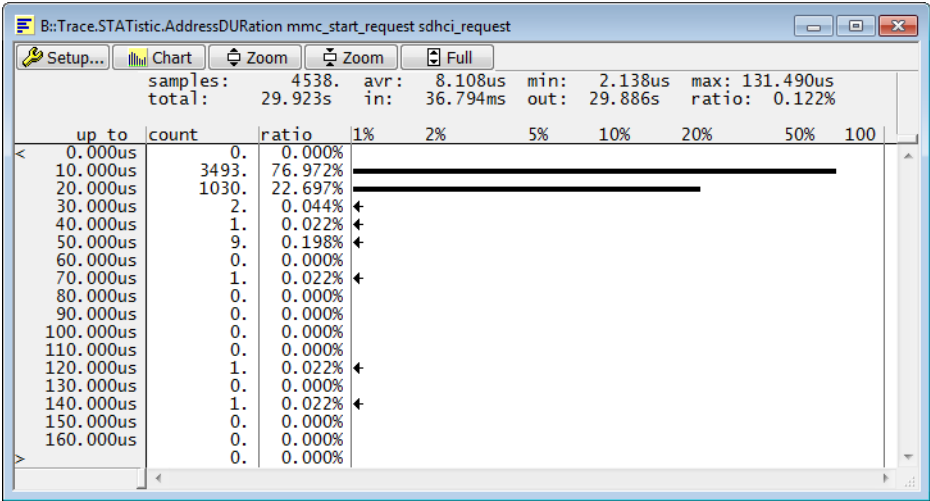 B::Trace.STATistic.AddressDURation mmc_start_request sdhci_request
Setup... Chart Zoom Zoom Full
samples: 4538. avr: 8.108us min: 2.138us max: 131.490us
total: 29.923s in: 36.794ms out: 29.886s ratio: 0.122%
up to count ratio 1% 2% 5% 10% 20% 50% 100
< 0.000us 0. 0.000%
10.000us 3493. 76.972%
20.000us 1030. 22.697%
30.000us 2. 0.044%
40.000us 1. 0.022%
50.000us 9. 0.198%
60.000us 0. 0.000%
70.000us 1. 0.022%
80.000us 0. 0.000%
90.000us 0. 0.000%
100.000us 0. 0.000%
110.000us 0. 0.000%
120.000us 1. 0.022%
130.000us 0. 0.000%
140.000us 1. 0.022%
150.000us 0. 0.000%
160.000us 0. 0.000%
> 0. 0.000%